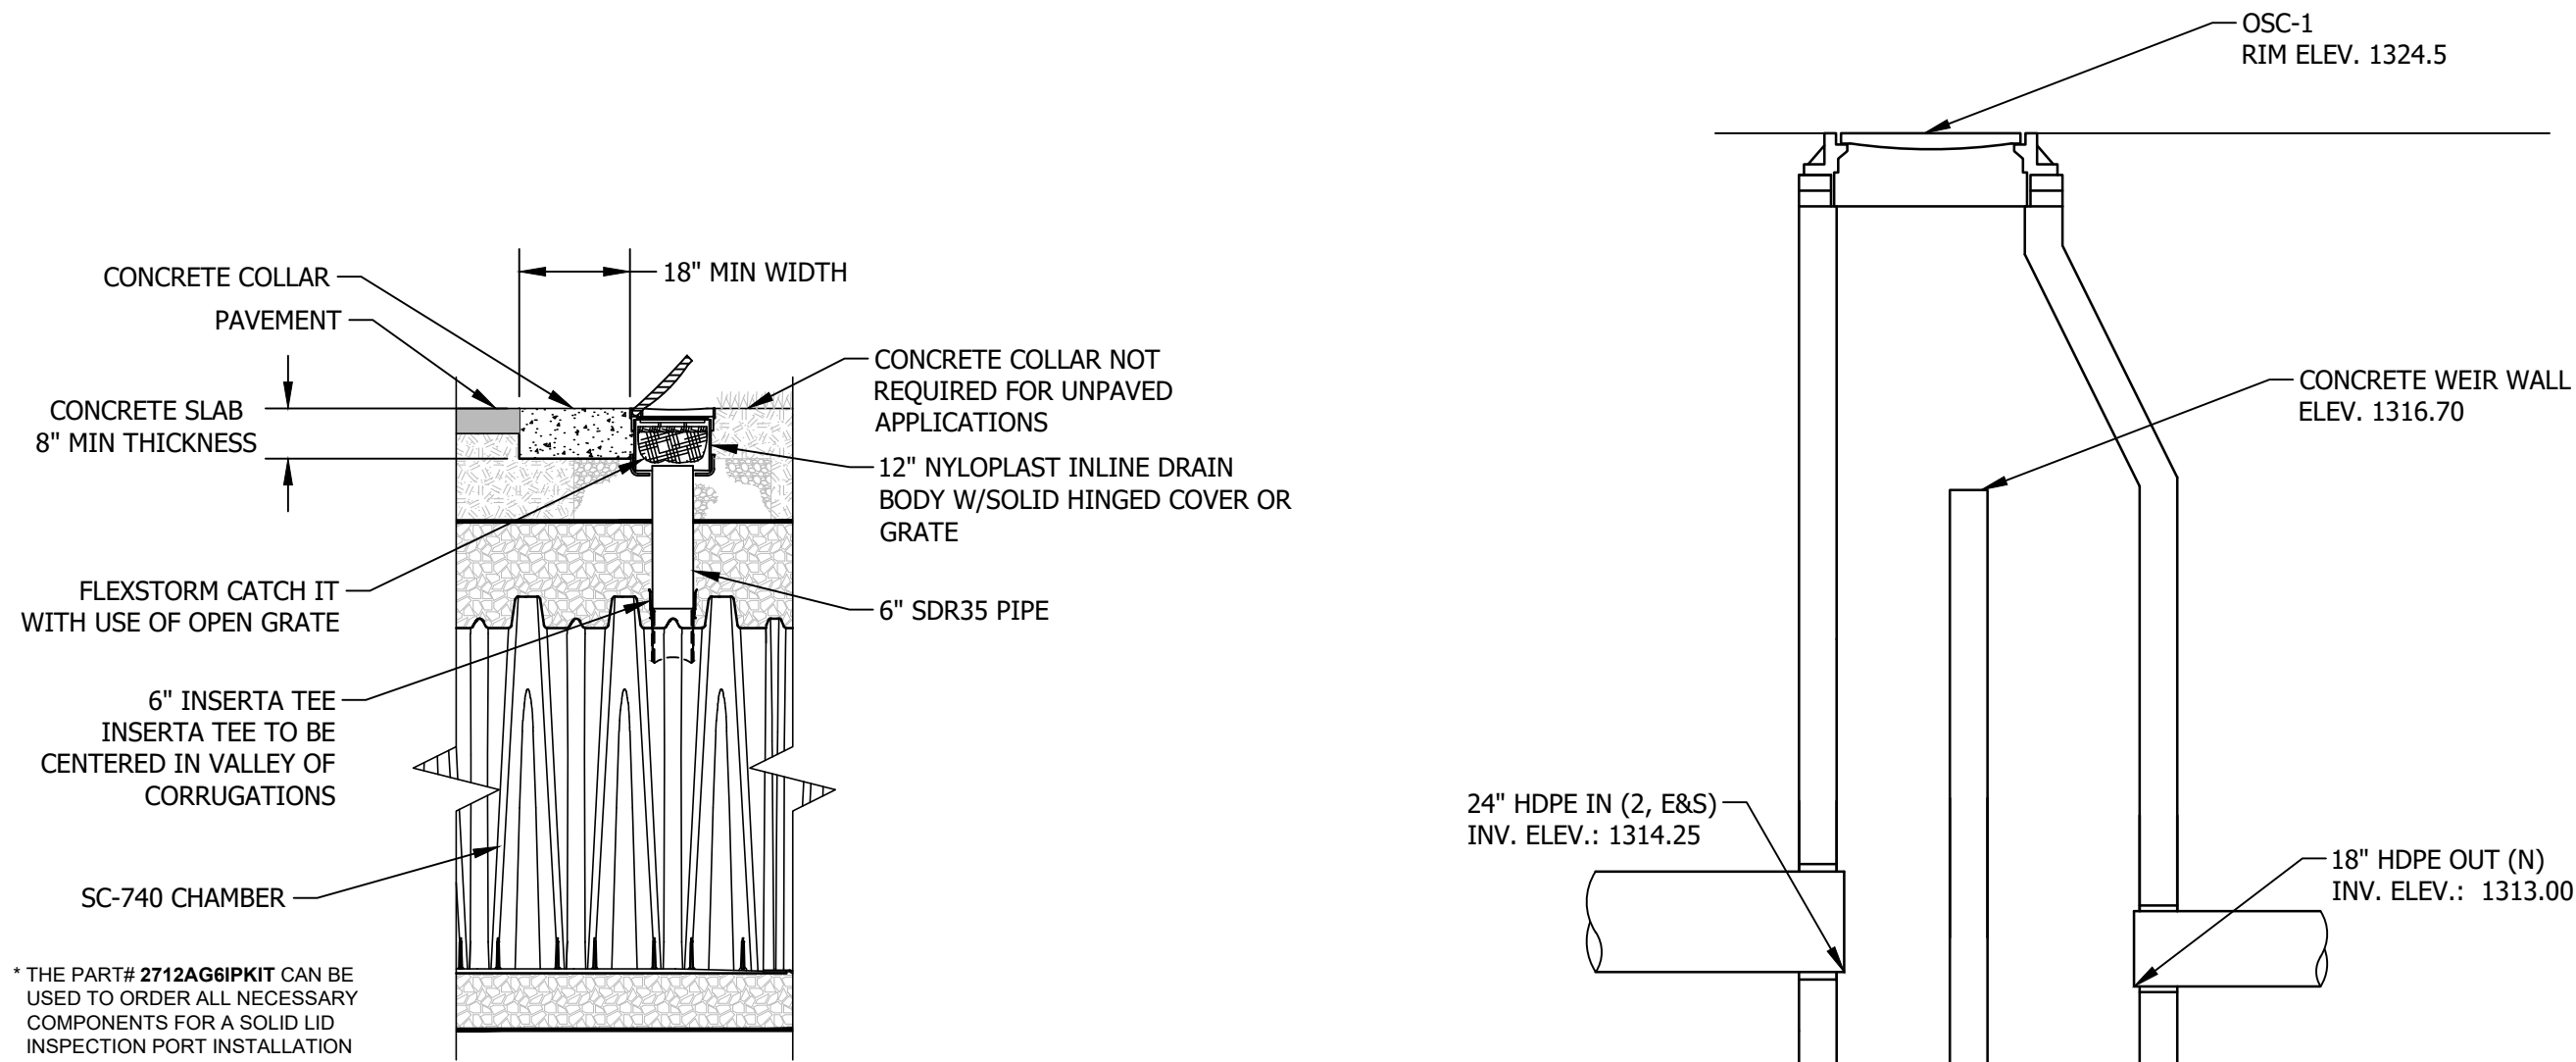 CONCRETE COLLAR
PAVEMENT
CONCRETE SLAB
8" MIN THICKNESS
18" MIN WIDTH
CONCRETE COLLAR NOT
REQUIRED FOR UNPAVED
APPLICATIONS
12" NYLOPLAST INLINE DRAIN
BODY W/SOLID HINGED COVER OR
GRATE
FLEXSTORM CATCH IT
WITH USE OF OPEN GRATE
6" SDR35 PIPE
6" INSERTA TEE
INSERTA TEE TO BE
CENTERED IN VALLEY OF
CORRUGATIONS
SC-740 CHAMBER
* THE PART# 2712AG6IPKIT CAN BE
USED TO ORDER ALL NECESSARY
COMPONENTS FOR A SOLID LID
INSPECTION PORT INSTALLATION
OSC-1
RIM ELEV. 1324.5
CONCRETE WEIR WALL
ELEV. 1316.70
24" HDPE IN (2, E&S)
INV. ELEV.: 1314.25
18" HDPE OUT (N)
INV. ELEV.: 1313.00